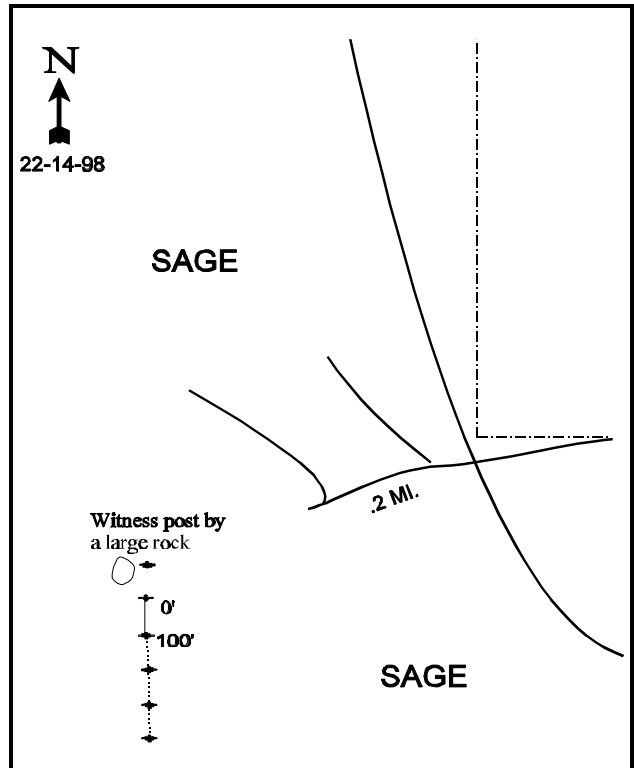 N
22-14-98
SAGE
.2 MI.
Witness post by
a large rock
0'
100'
SAGE